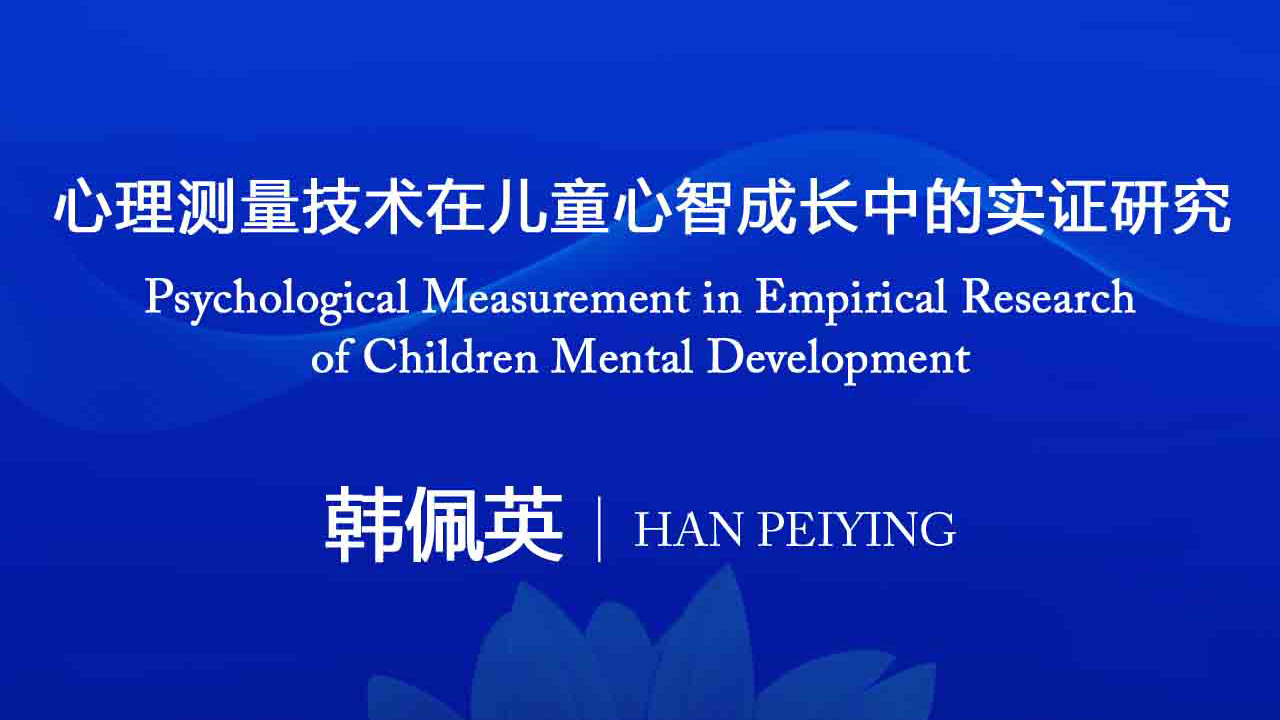 心理测量技术在儿童心智成长中的实证研究
Psychological Measurement in Empirical Research
of Children Mental Development
韩佩英 | HAN PEIYING